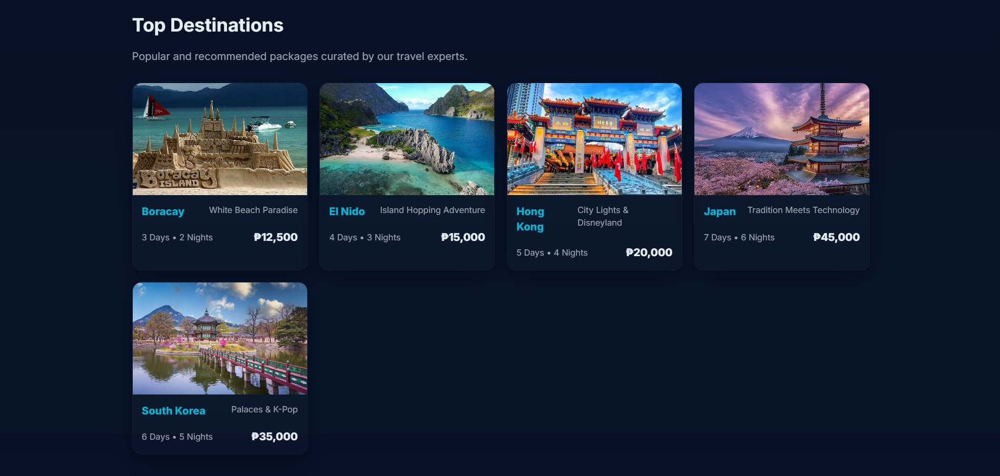 Top Destinations
Popular and recommended packages curated by our travel experts.
Boracay
ISLAND
Boracay White Beach Paradise
3 Days • 2 Nights ₱12,500
El Nido Island Hopping Adventure
4 Days • 3 Nights ₱15,000
Hong City Lights &
Kong Disneyland
5 Days • 4 Nights ₱20,000
Japan Tradition Meets Technology
7 Days • 6 Nights ₱45,000
South Korea Palaces & K-Pop
6 Days • 5 Nights ₱35,000